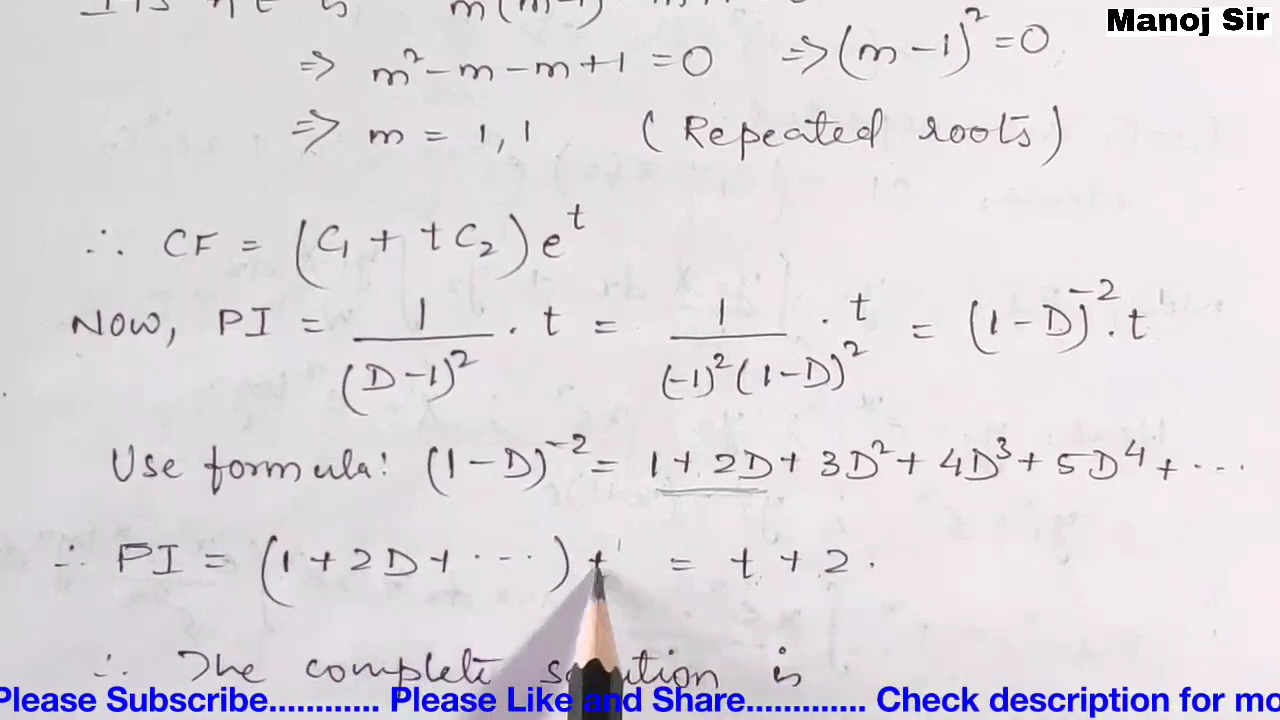 Manoj Sir
⇒ m² - m - m + 1 = 0 ⇒ (m - 1)² = 0
⇒ m = 1, 1 (Repeated roots)
∴ CF = (C₁ + tC₂) eᵗ
Now, PI = 1/(D-1)² . t = 1/((-1)² (1-D)²) . t = (1-D)⁻² . t
Use formula: (1-D)⁻² = 1 + 2D + 3D² + 4D³ + 5D⁴ + ...
∴ PI = (1 + 2D + ...) t¹ = t + 2.
∴ The complete solution is
Please Subscribe............ Please Like and Share............. Check description for